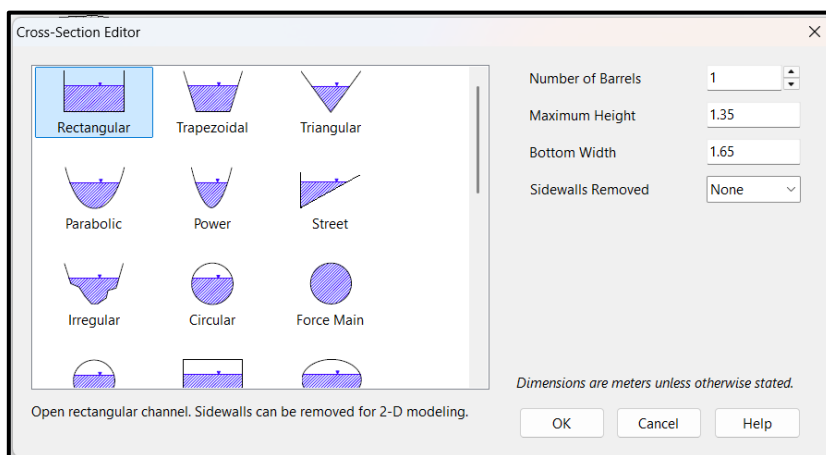 Cross-Section Editor
Rectangular
Trapezoidal
Triangular
Parabolic
Power
Street
Irregular
Circular
Force Main
Open rectangular channel. Sidewalls can be removed for 2-D modeling.
Number of Barrels 1
Maximum Height 1.35
Bottom Width 1.65
Sidewalls Removed None
Dimensions are meters unless otherwise stated.
OK
Cancel
Help